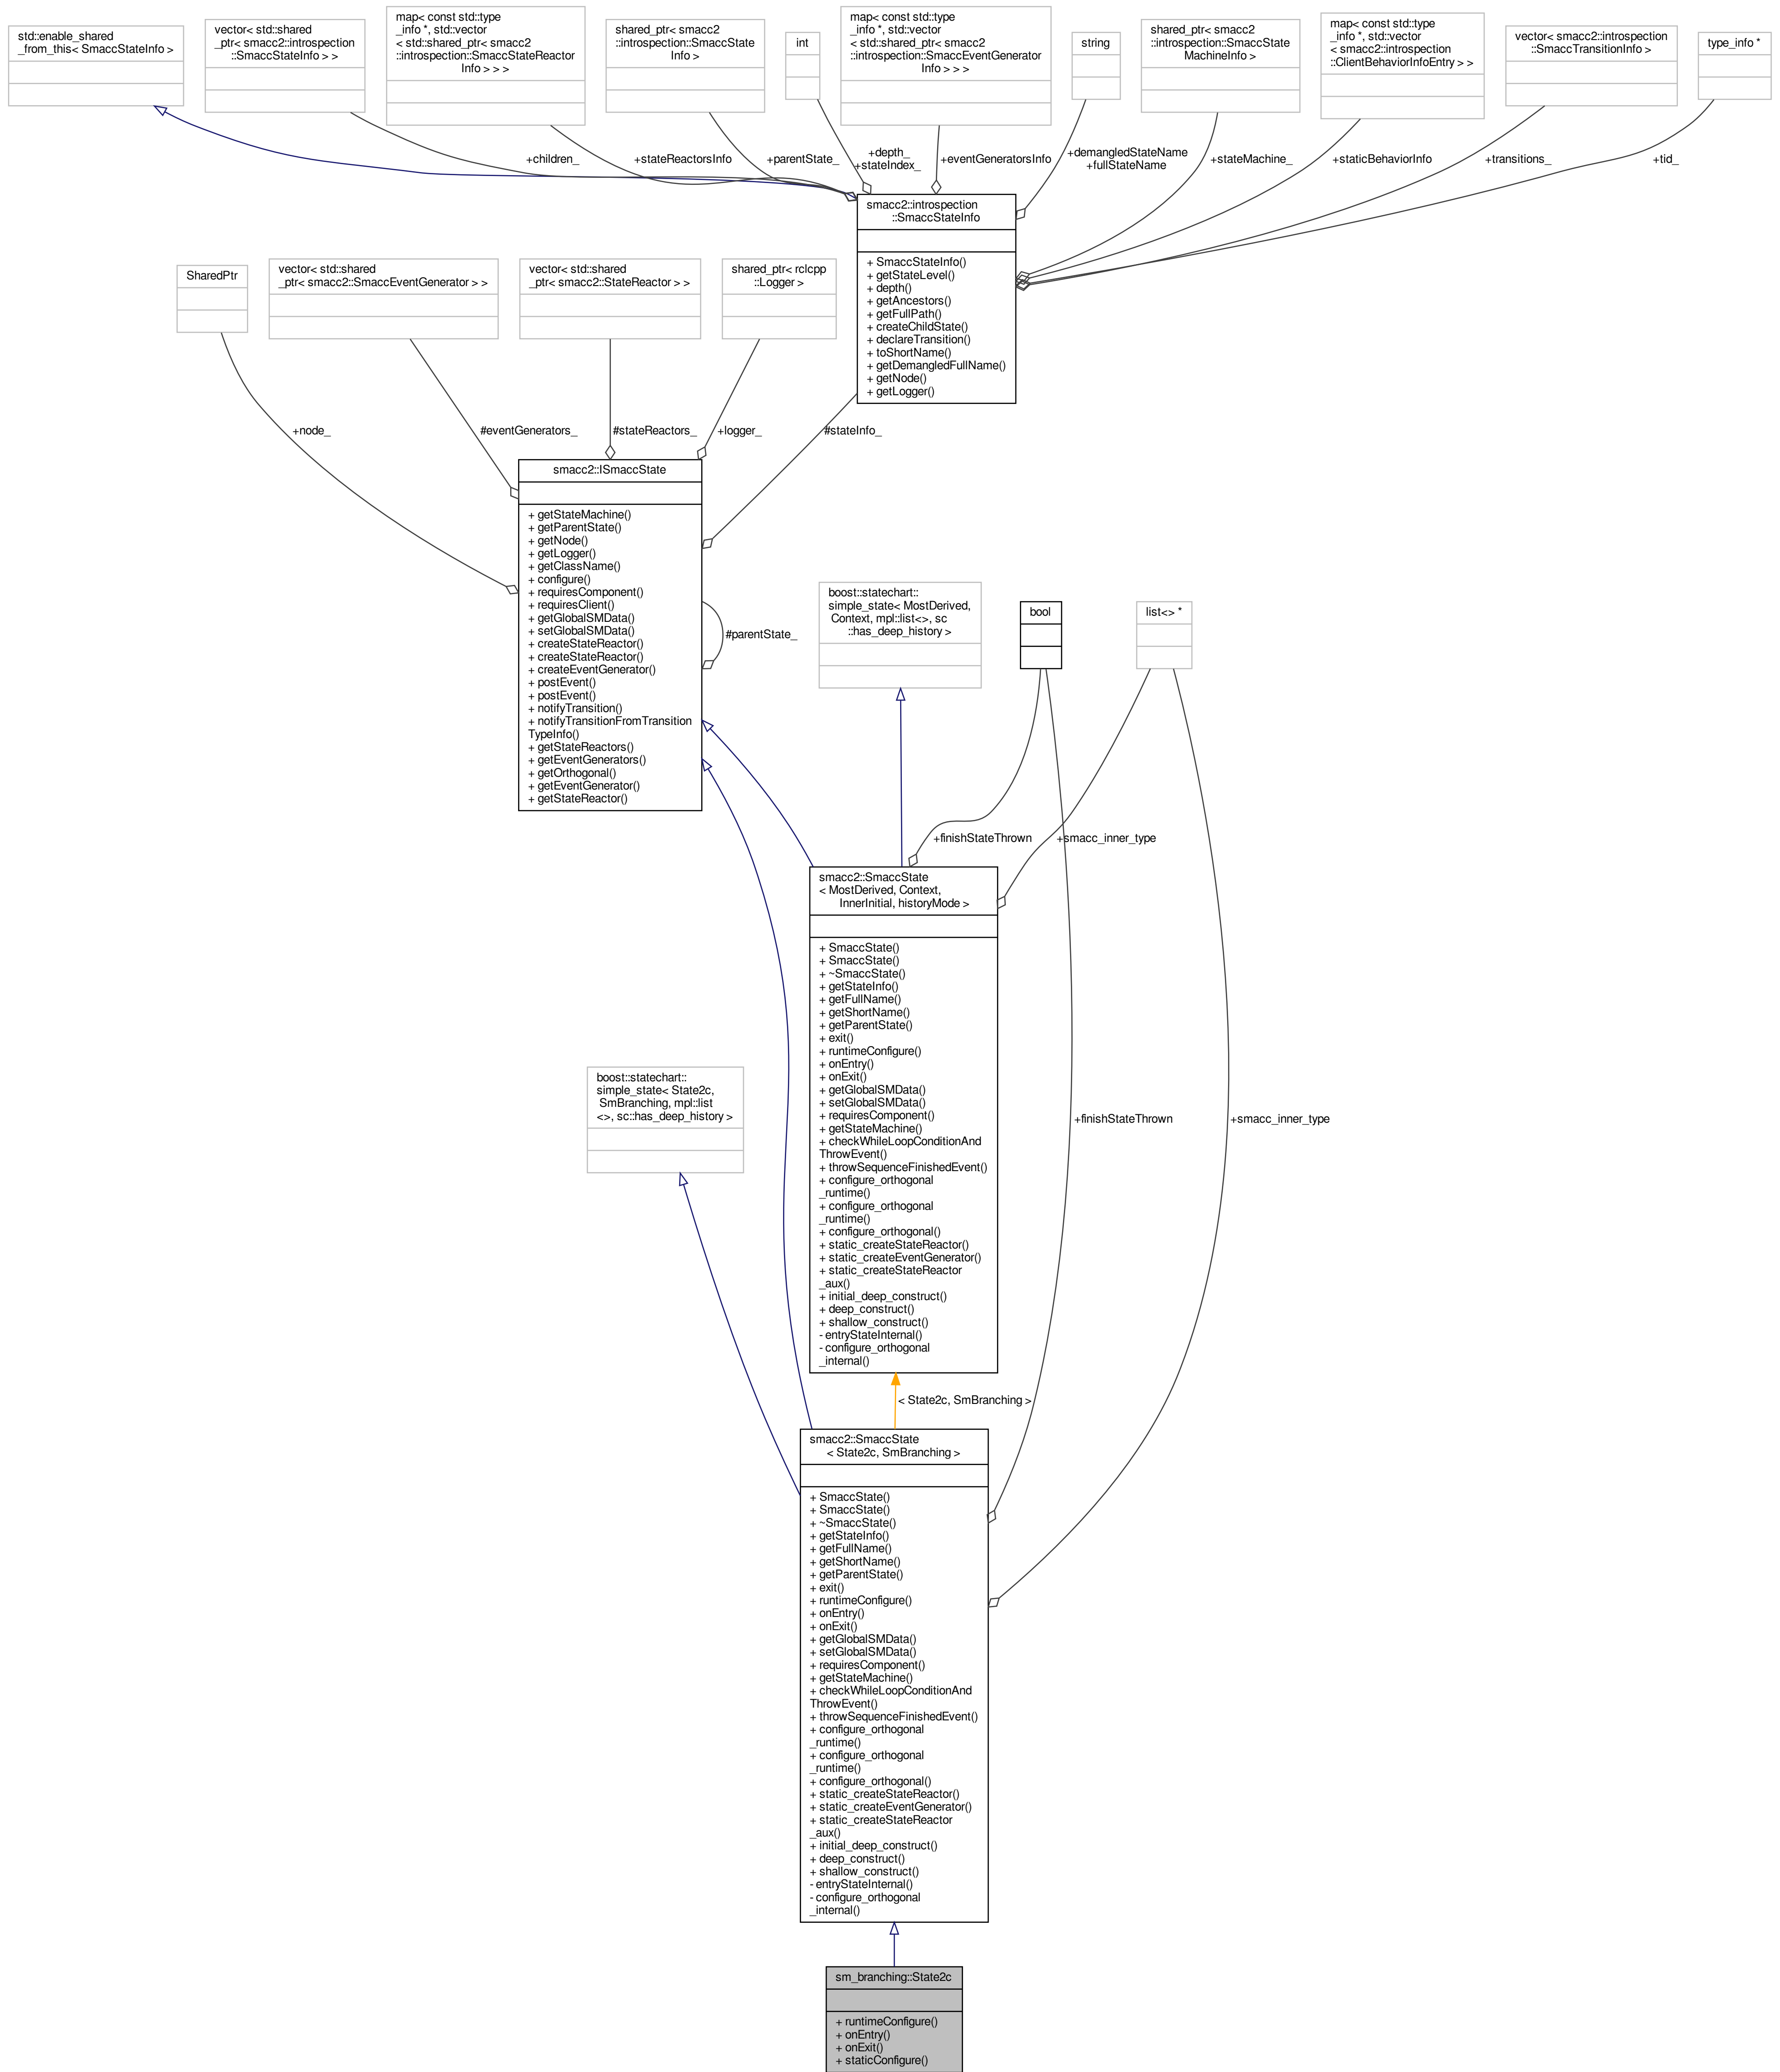 std::enable_shared
_from_this< SmaccStateInfo >
vector< std::shared
_ptr< smacc2::introspection
::SmaccStateInfo > >
map< const std::type
_info *, std::vector
< std::shared_ptr< smacc2
::introspection::SmaccStateReactor
Info > > >
shared_ptr< smacc2
::introspection::SmaccState
Info >
int
map< const std::type
_info *, std::vector
< std::shared_ptr< smacc2
::introspection::SmaccEventGenerator
Info > > >
string
shared_ptr< smacc2
::introspection::SmaccState
MachineInfo >
map< const std::type
_info *, std::vector
< smacc2::introspection
::ClientBehaviorInfoEntry > >
vector< smacc2::introspection
::SmaccTransitionInfo >
type_info *
+children_
+stateReactorsInfo
+parentState_
+depth_
+stateIndex_
+eventGeneratorsInfo
+demangledStateName
+fullStateName
+stateMachine_
+staticBehaviorInfo
+transitions_
+tid_
smacc2::introspection
::SmaccStateInfo
+ SmaccStateInfo()
+ getStateLevel()
+ depth()
+ getAncestors()
+ getFullPath()
+ createChildState()
+ declareTransition()
+ toShortName()
+ getDemangledFullName()
+ getNode()
+ getLogger()
SharedPtr
vector< std::shared
_ptr< smacc2::SmaccEventGenerator > >
vector< std::shared
_ptr< smacc2::StateReactor > >
shared_ptr< rclcpp
::Logger >
+node_
#eventGenerators_
#stateReactors_
+logger_
#stateInfo_
smacc2::ISmaccState
+ getStateMachine()
+ getParentState()
+ getNode()
+ getLogger()
+ getClassName()
+ configure()
+ requiresComponent()
+ requiresClient()
+ getGlobalSMData()
+ setGlobalSMData()
+ createStateReactor()
+ createStateReactor()
+ createEventGenerator()
+ postEvent()
+ postEvent()
+ notifyTransition()
+ notifyTransitionFromTransition
TypeInfo()
+ getStateReactors()
+ getEventGenerators()
+ getOrthogonal()
+ getEventGenerator()
+ getStateReactor()
#parentState_
boost::statechart::
simple_state< MostDerived,
Context, mpl::list<>, sc
::has_deep_history >
bool
list<> *
+finishStateThrown
+smacc_inner_type
smacc2::SmaccState
< MostDerived, Context,
InnerInitial, historyMode >
+ SmaccState()
+ SmaccState()
+ ~SmaccState()
+ getStateInfo()
+ getFullName()
+ getShortName()
+ getParentState()
+ exit()
+ runtimeConfigure()
+ onEntry()
+ onExit()
+ getGlobalSMData()
+ setGlobalSMData()
+ requiresComponent()
+ getStateMachine()
+ checkWhileLoopConditionAnd
ThrowEvent()
+ throwSequenceFinishedEvent()
+ configure_orthogonal
_runtime()
+ configure_orthogonal
_runtime()
+ configure_orthogonal()
+ static_createStateReactor()
+ static_createEventGenerator()
+ static_createStateReactor
_aux()
+ initial_deep_construct()
+ deep_construct()
+ shallow_construct()
- entryStateInternal()
- configure_orthogonal
_internal()
boost::statechart::
simple_state< State2c,
SmBranching, mpl::list
<>, sc::has_deep_history >
+finishStateThrown
+smacc_inner_type
< State2c, SmBranching >
smacc2::SmaccState
< State2c, SmBranching >
+ SmaccState()
+ SmaccState()
+ ~SmaccState()
+ getStateInfo()
+ getFullName()
+ getShortName()
+ getParentState()
+ exit()
+ runtimeConfigure()
+ onEntry()
+ onExit()
+ getGlobalSMData()
+ setGlobalSMData()
+ requiresComponent()
+ getStateMachine()
+ checkWhileLoopConditionAnd
ThrowEvent()
+ throwSequenceFinishedEvent()
+ configure_orthogonal
_runtime()
+ configure_orthogonal
_runtime()
+ configure_orthogonal()
+ static_createStateReactor()
+ static_createEventGenerator()
+ static_createStateReactor
_aux()
+ initial_deep_construct()
+ deep_construct()
+ shallow_construct()
- entryStateInternal()
- configure_orthogonal
_internal()
sm_branching::State2c
+ runtimeConfigure()
+ onEntry()
+ onExit()
+ staticConfigure()